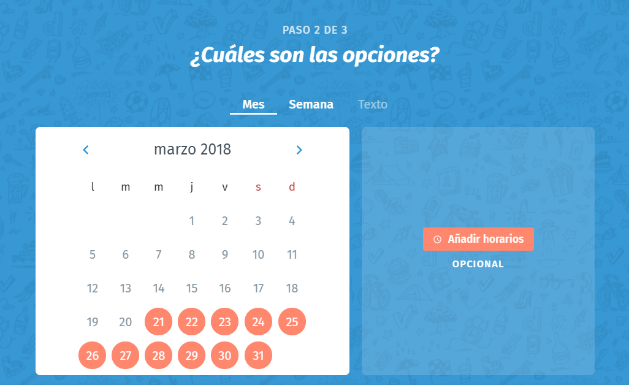 PASO 2 DE 3
¿Cuáles son las opciones?
Mes Semana Texto
marzo 2018
l m m j v s d
1 2 3 4
5 6 7 8 9 10 11
12 13 14 15 16 17 18
19 20 21 22 23 24 25
26 27 28 29 30 31
Añadir horarios
OPCIONAL